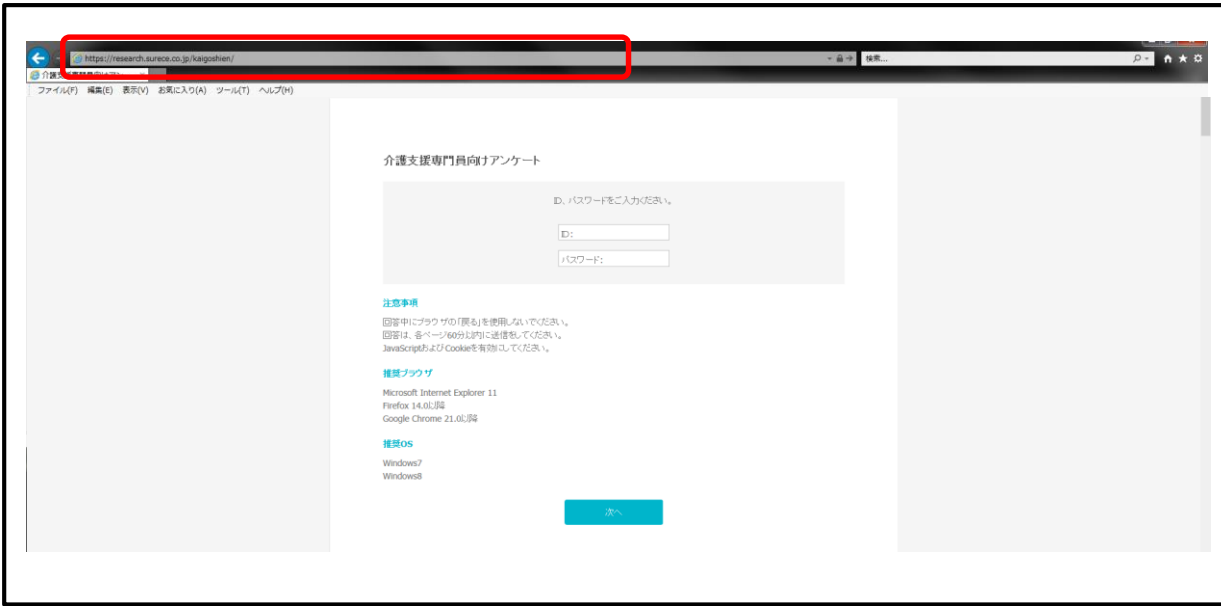 https://research.surece.co.jp/kaigoshien/
検索...
ファイル(F) 編集(E) 表示(V) お気に入り(A) ツール(T) ヘルプ(H)
介護支援専門員向けアンケート
ID、パスワードをご入力ください。
ID:
パスワード:
注意事項
回答中にブラウザの「戻る」を使用しないでください。
回答は、各ページ60分以内に送信をしてください。
JavaScriptおよびCookieを有効にしてください。
推奨ブラウザ
Microsoft Internet Explorer 11
Firefox 14.0以降
Google Chrome 21.0以降
推奨OS
Windows7
Windows8
次へ